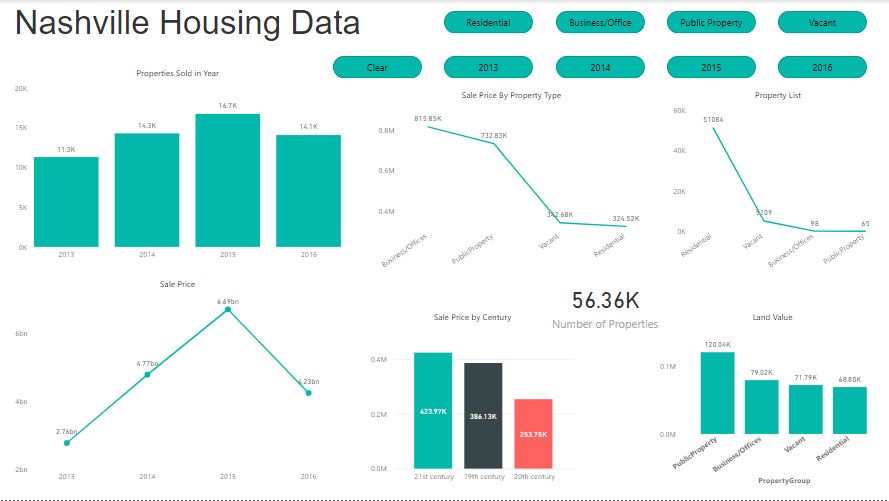 Nashville Housing Data
Residential
Business/Office
Public Property
Vacant
Clear
2013
2014
2015
2016
Properties Sold in Year
20K
15K
10K
5K
0K
11.3K
14.3K
16.7K
14.1K
2013
2014
2015
2016
Sale Price By Property Type
0.8M
0.6M
0.4M
815.85K
732.83K
342.68K
324.52K
Business/Offices
PublicProperty
Vacant
Residential
Property List
60K
40K
20K
0K
51084
5109
98
65
Residential
Vacant
Business/Offices
PublicProperty
Sale Price
6bn
4bn
2bn
2.76bn
4.77bn
6.69bn
4.23bn
2013
2014
2015
2016
Sale Price by Century
0.4M
0.2M
0.0M
423.97K
386.13K
253.75K
21st century
19th century
20th century
56.36K
Number of Properties
Land Value
0.1M
0.0M
120.04K
79.02K
71.79K
68.80K
PublicProperty
Business/Offices
Vacant
Residential
PropertyGroup